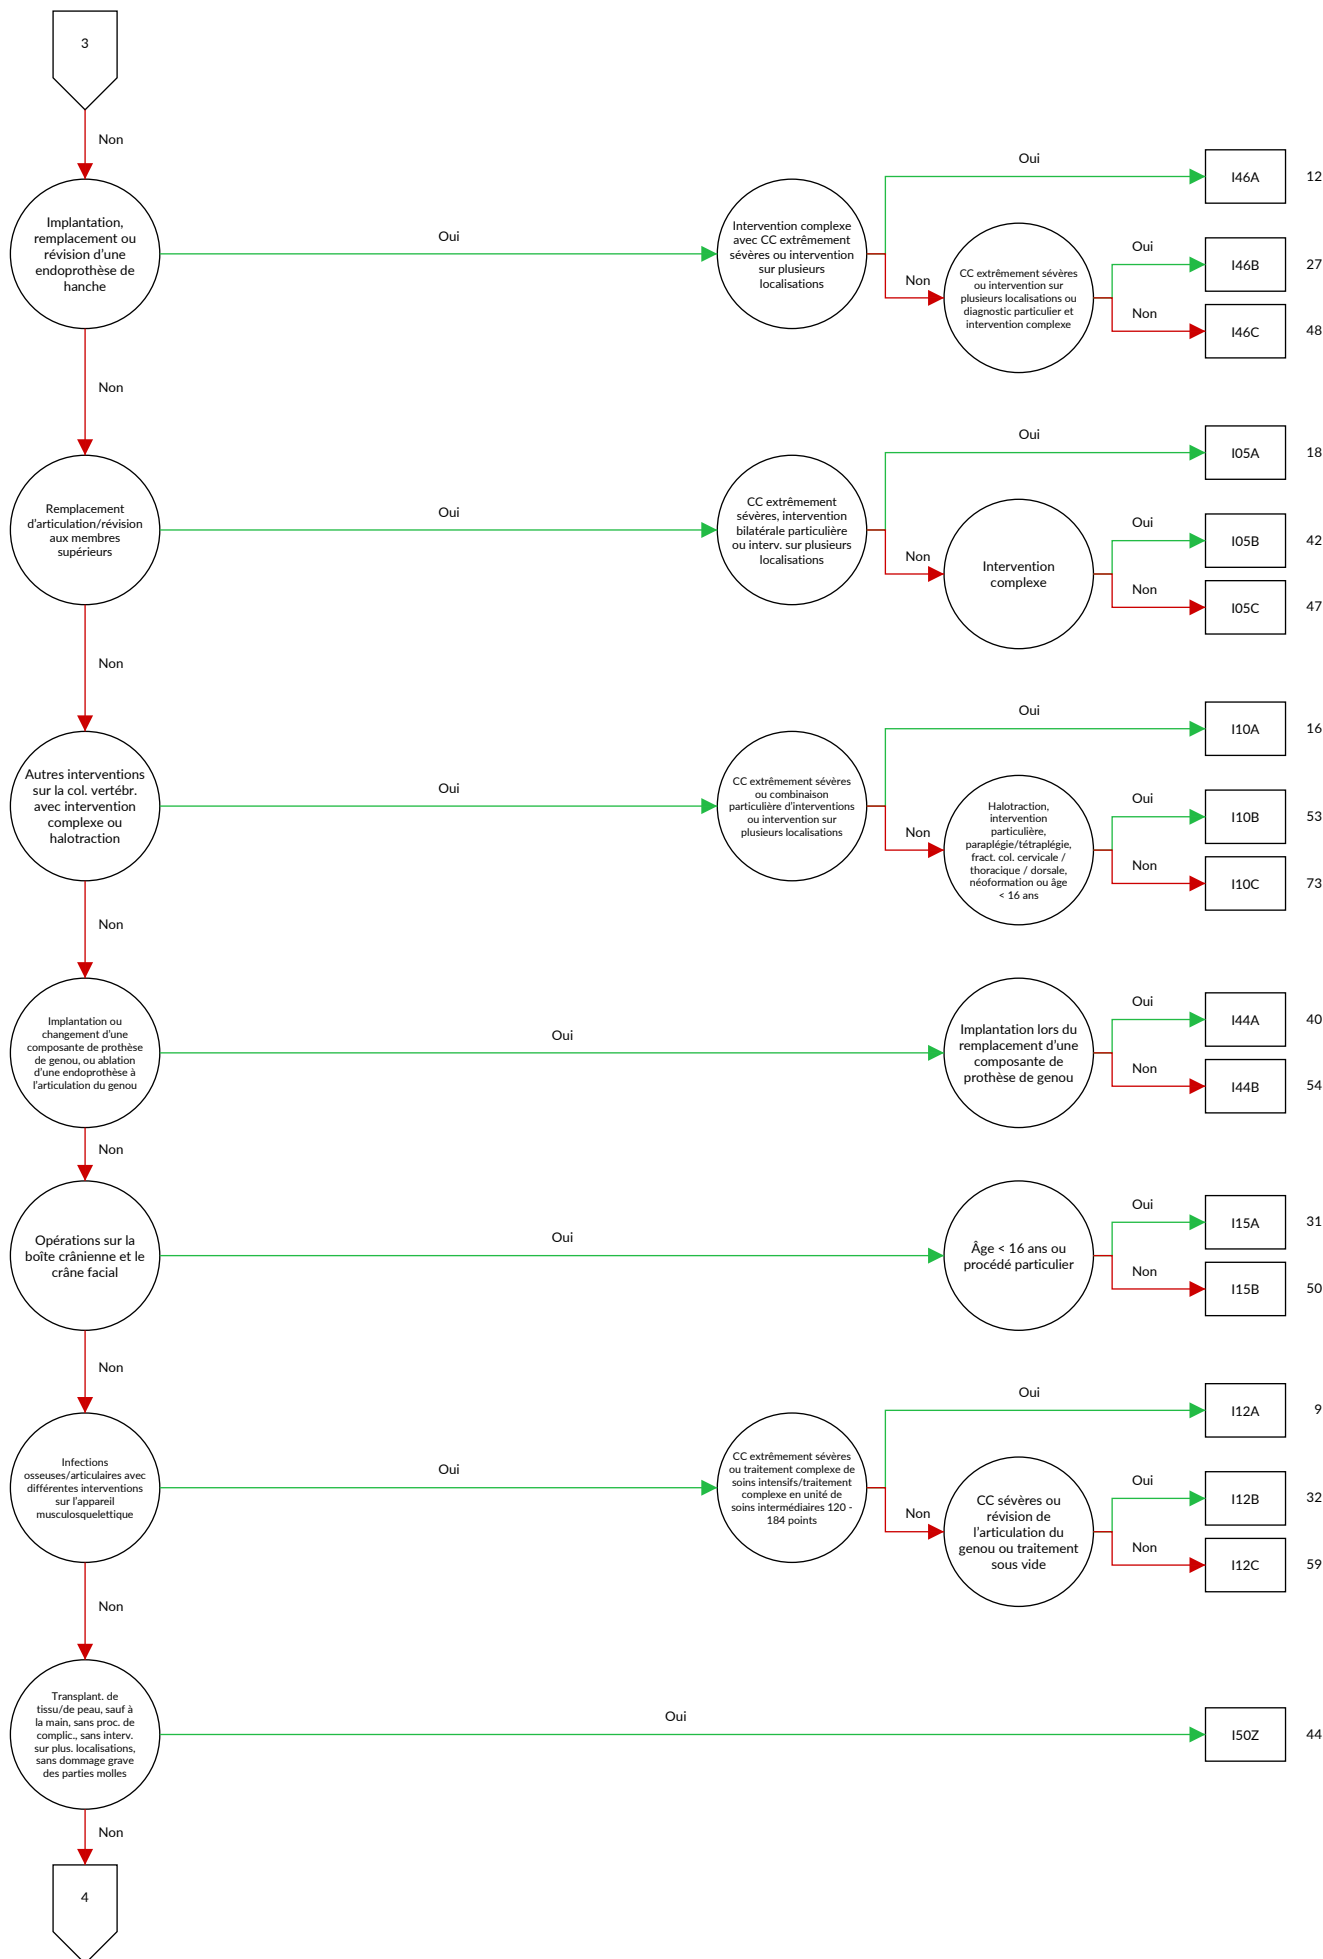 3
Non
Implantation,
remplacement ou
révision d'une
endoprothèse de
hanche
Oui
Intervention complexe
avec CC extrêmement
sévères ou intervention
sur plusieurs
localisations
Oui
I46A
12
Non
CC extrêmement sévères
ou intervention sur
plusieurs localisations ou
diagnostic particulier et
intervention complexe
Oui
I46B
27
Non
I46C
48
Non
Remplacement
d'articulation/révision
aux membres
supérieurs
Oui
CC extrêmement
sévères, intervention
bilatérale particulière
ou interv. sur plusieurs
localisations
Oui
I05A
18
Non
Intervention
complexe
Oui
I05B
42
Non
I05C
47
Non
Autres interventions
sur la col. vertébr.
avec intervention
complexe ou
halotraction
Oui
CC extrêmement sévères
ou combinaison
particulière d'interventions
ou intervention sur
plusieurs localisations
Oui
I10A
16
Non
Halotraction,
intervention
particulière,
paraplégie/tétraplégie,
fract. col. cervicale /
thoracique / dorsale,
néoformation ou âge
< 16 ans
Oui
I10B
53
Non
I10C
73
Non
Implantation ou
changement d'une
composante de prothèse
de genou, ou ablation
d'une endoprothèse à
l'articulation du genou
Oui
Implantation lors du
remplacement d'une
composante de
prothèse de genou
Oui
I44A
40
Non
I44B
54
Non
Opérations sur la
boîte crânienne et le
crâne facial
Oui
Âge < 16 ans ou
procédé particulier
Oui
I15A
31
Non
I15B
50
Non
Infections
osseuses/articulaires avec
différentes interventions
sur l'appareil
musculosquelettique
Oui
CC extrêmement sévères
ou traitement complexe de
soins intensifs/traitement
complexe en unité de
soins intermédiaires 120 -
184 points
Oui
I12A
9
Non
CC sévères ou
révision de
l'articulation du
genou ou traitement
sous vide
Oui
I12B
32
Non
I12C
59
Non
Transplant. de
tissu/de peau, sauf à
la main, sans proc. de
complic., sans interv.
sur plus. localisations,
sans dommage grave
des parties molles
Oui
I50Z
44
Non
4